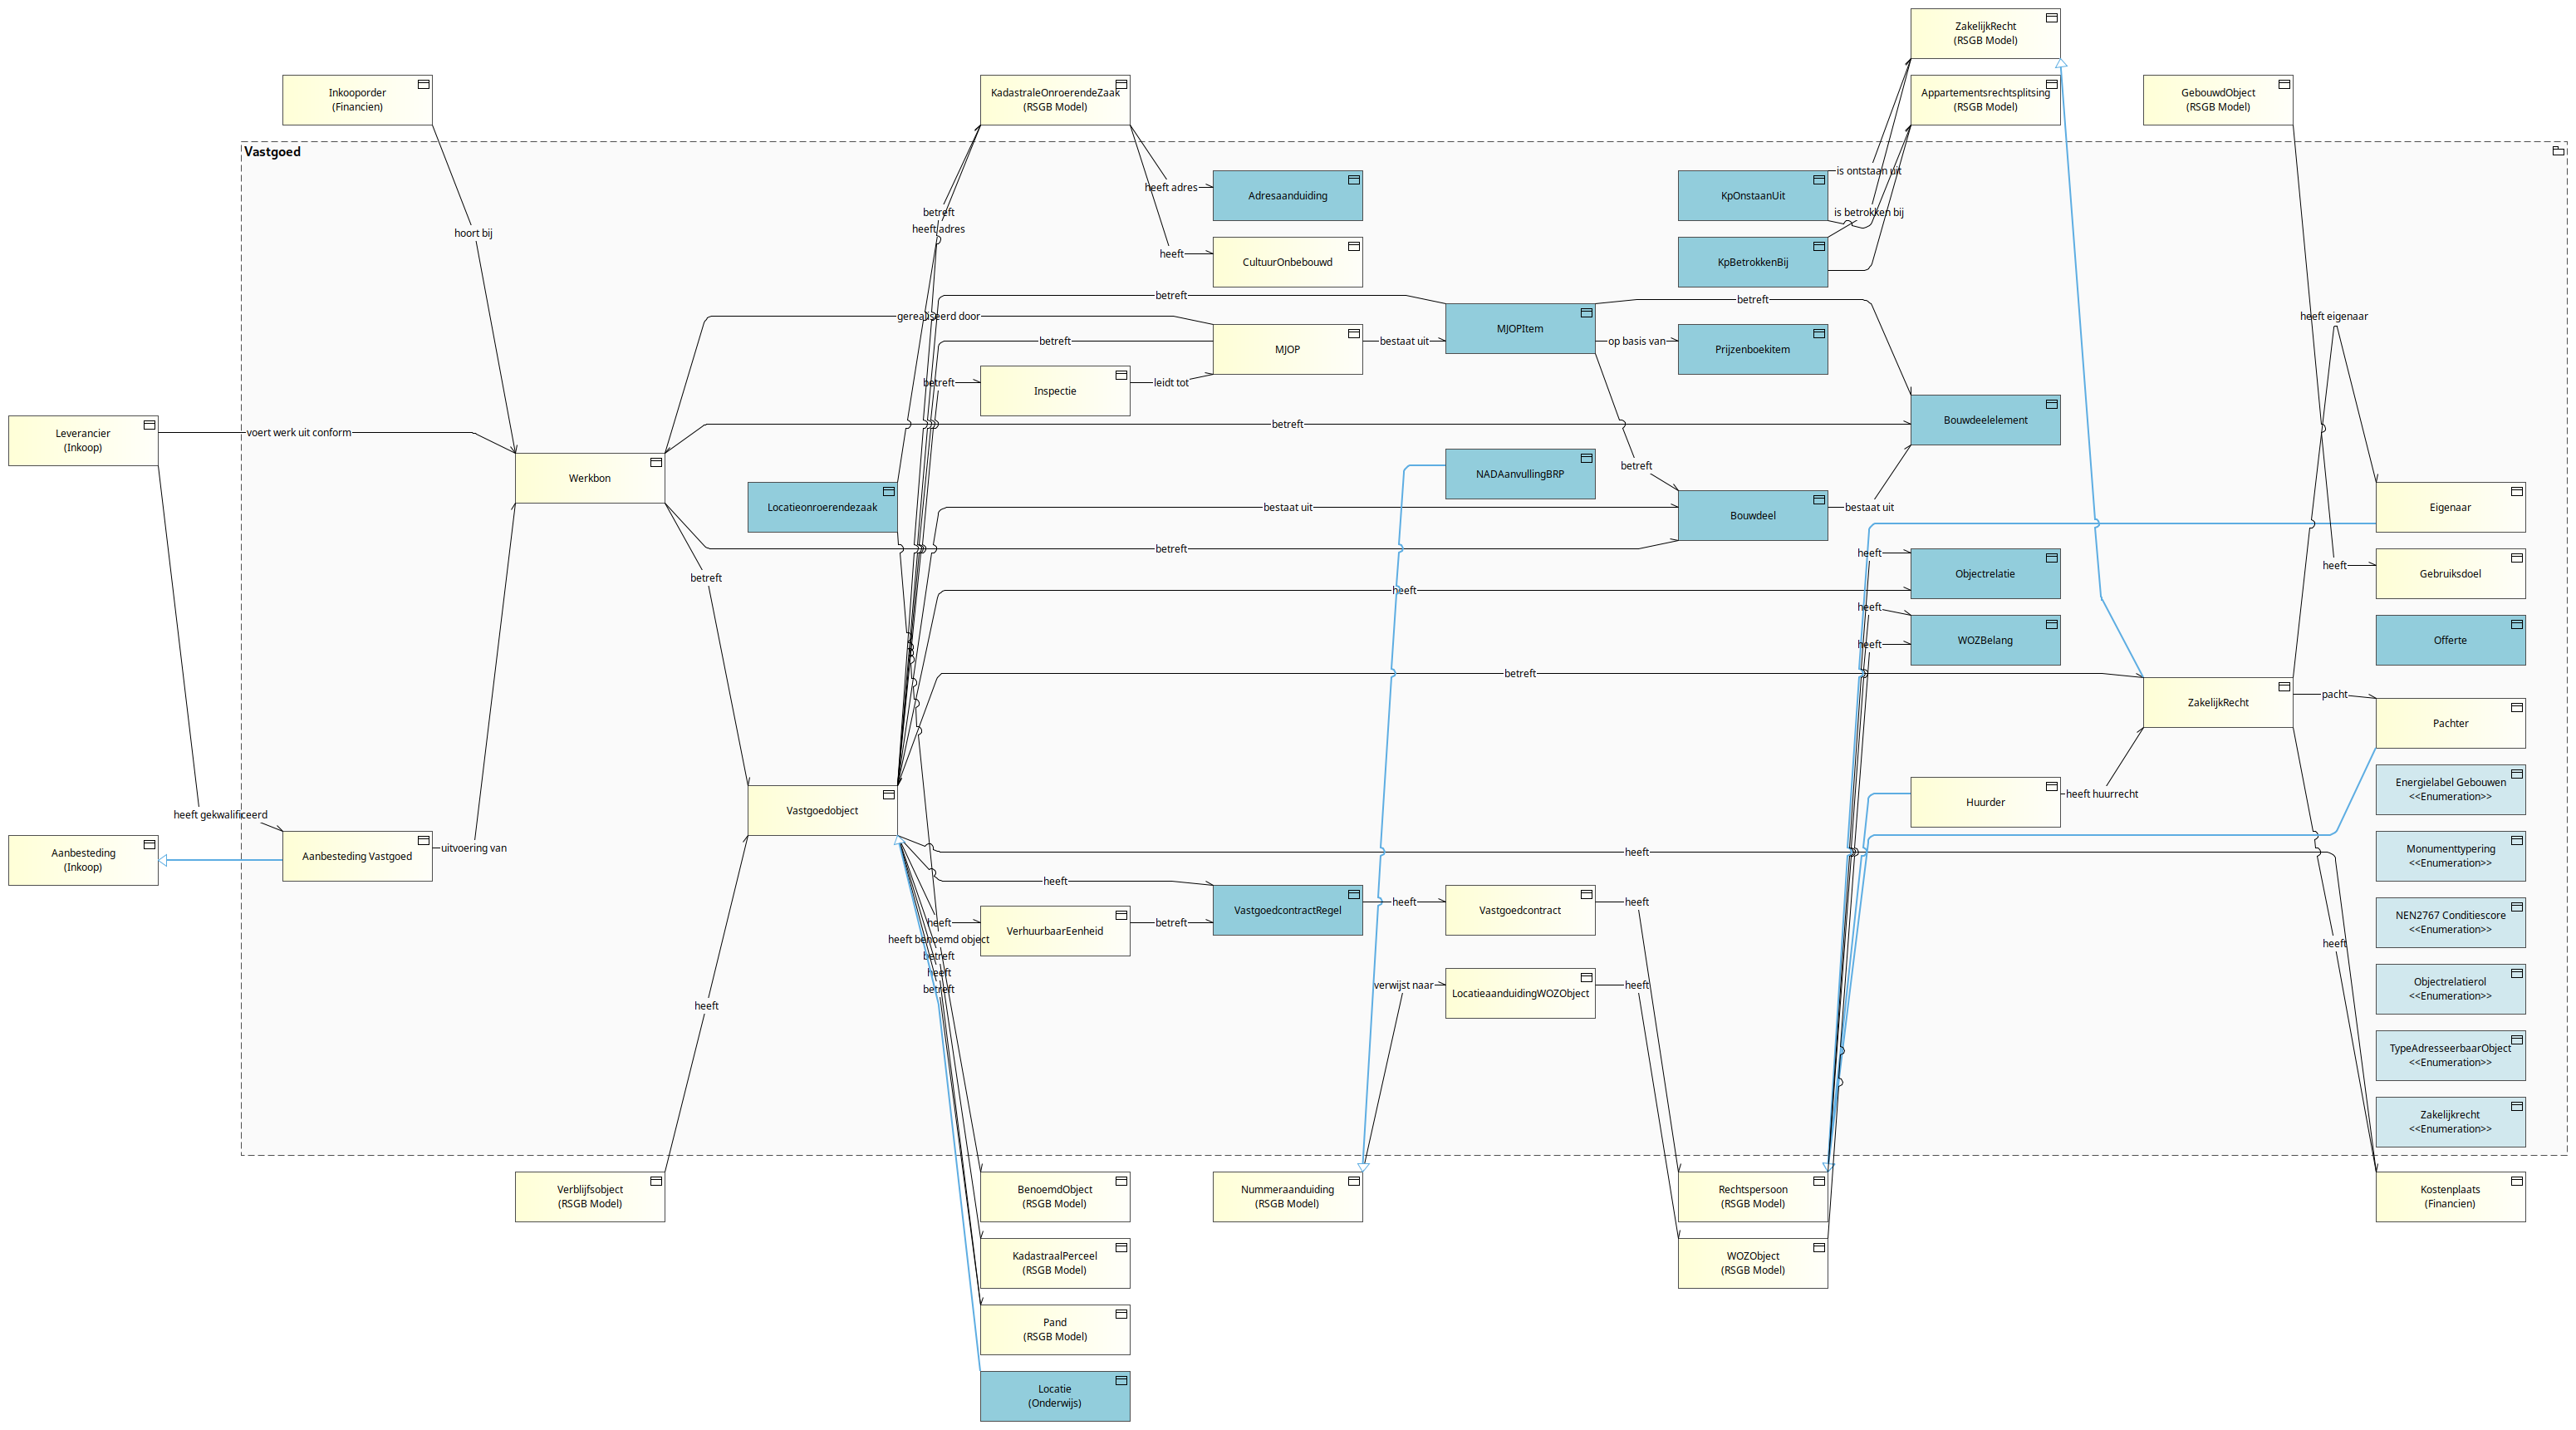 ZakelijkRecht
(RSGB Model)
Inkooporder
(Financien)
KadastraleOnroerendeZaak
(RSGB Model)
Appartementsrechtsplitsing
(RSGB Model)
GebouwdObject
(RSGB Model)
Vastgoed
is ontstaan uit
heeft adres
Adresaanduiding
KpOnstaanUit
betreft
is betrokken bij
heeft adres
hoort bij
heeft
CultuurOnbebouwd
KpBetrokkenBij
betreft
betreft
gerealiseerd door
heeft eigenaar
MJOPItem
betreft
MJOP
bestaat uit
op basis van
Prijzenboekitem
betreft
Inspectie
leidt tot
Leverancier
(Inkoop)
voert werk uit conform
betreft
Bouwdeelelement
Werkbon
NADAanvullingBRP
betreft
Locatieonroerendezaak
bestaat uit
Bouwdeel
bestaat uit
Eigenaar
betreft
heeft
Objectrelatie
heeft
Gebruiksdoel
betreft
heeft
heeft
WOZBelang
heeft
Offerte
betreft
ZakelijkRecht
pacht
Pachter
Vastgoedobject
Huurder
heeft huurrecht
Energielabel Gebouwen
<<Enumeration>>
heeft gekwalificeerd
Aanbesteding
(Inkoop)
Aanbesteding Vastgoed
uitvoering van
heeft
Monumenttypering
<<Enumeration>>
heeft
VastgoedcontractRegel
heeft
Vastgoedcontract
heeft
NEN2767 Conditiescore
<<Enumeration>>
heeft
VerhuurbaarEenheid
betreft
heeft benoemd object
heeft
betreft
heeft
betreft
verwijst naar
LocatieaanduidingWOZObject
heeft
Objectrelatierol
<<Enumeration>>
heeft
TypeAdresseerbaarObject
<<Enumeration>>
Zakelijkrecht
<<Enumeration>>
Verblijfsobject
(RSGB Model)
BenoemdObject
(RSGB Model)
Nummeraanduiding
(RSGB Model)
Rechtspersoon
(RSGB Model)
Kostenplaats
(Financien)
KadastraalPerceel
(RSGB Model)
WOZObject
(RSGB Model)
Pand
(RSGB Model)
Locatie
(Onderwijs)